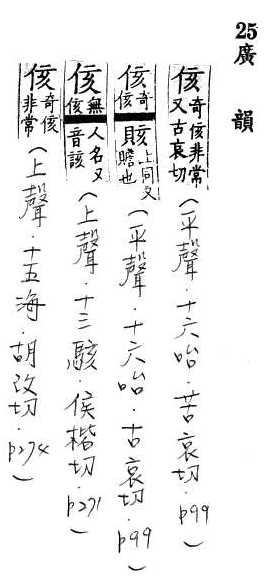 25廣韻
侅奇侅非常又古哀切(平聲.十六咍.苦哀切.p99)
侅奇侅 賅上同又贍也(平聲.十六咍.古哀切.p99)
侅無侅人名又音該(上聲.十三駭.侯楷切.p271)
侅奇侅非常(上聲.十五海.胡改切.p274)